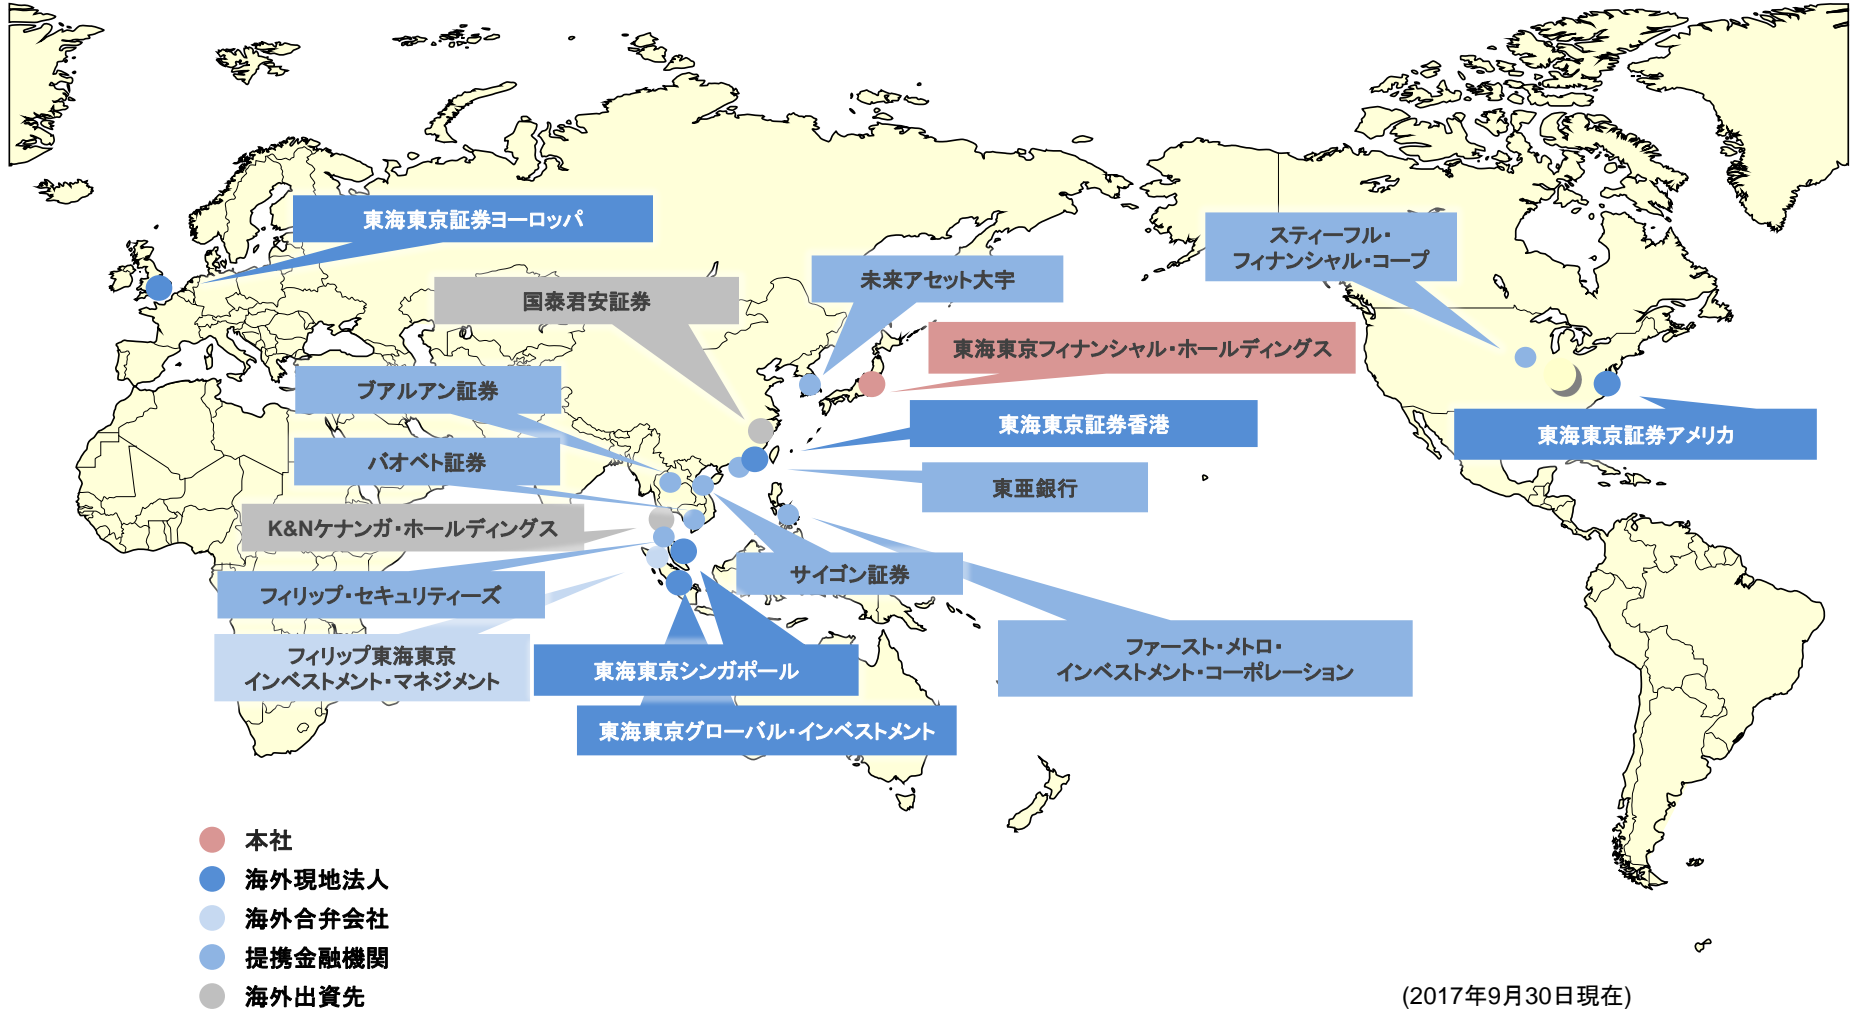 東海東京証券ヨーロッパ
スティーフル・
フィナンシャル・コープ
未来アセット大宇
国泰君安証券
東海東京フィナンシャル・ホールディングス
ブアルアン証券
東海東京証券香港
東海東京証券アメリカ
バオベト証券
東亜銀行
K&Nケナンガ・ホールディングス
サイゴン証券
フィリップ・セキュリティーズ
フィリップ東海東京
インベストメント・マネジメント
ファースト・メトロ・
インベストメント・コーポレーション
東海東京シンガポール
東海東京グローバル・インベストメント
本社
海外現地法人
海外合弁会社
提携金融機関
海外出資先
(2017年9月30日現在)